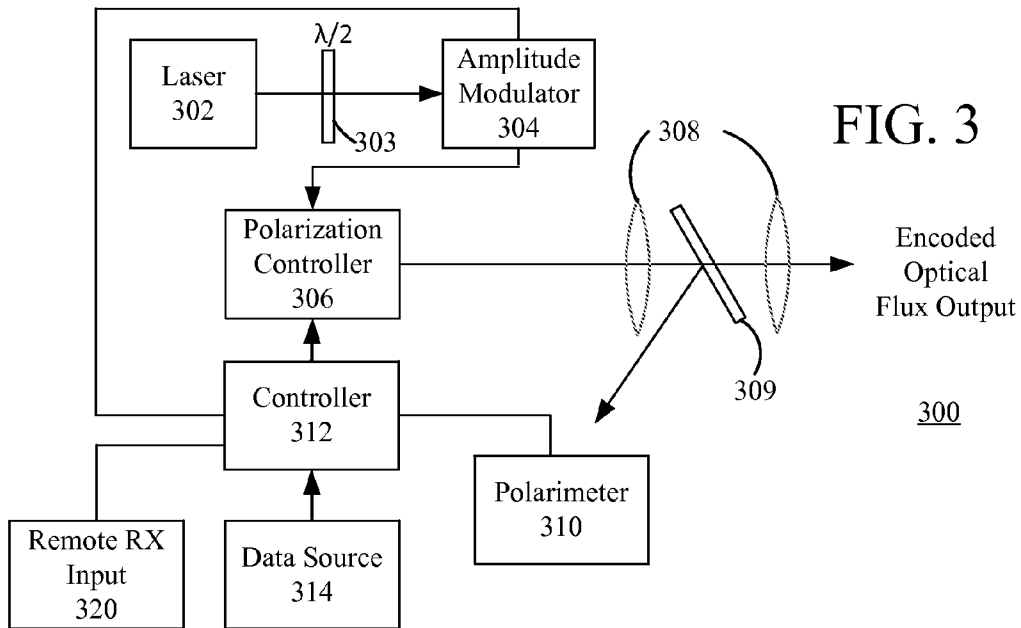 λ/2
Laser
302
303
Amplitude
Modulator
304
FIG. 3
308
Polarization
Controller
306
Encoded
Optical
Flux Output
309
300
Controller
312
Polarimeter
310
Remote RX
Input
320
Data Source
314